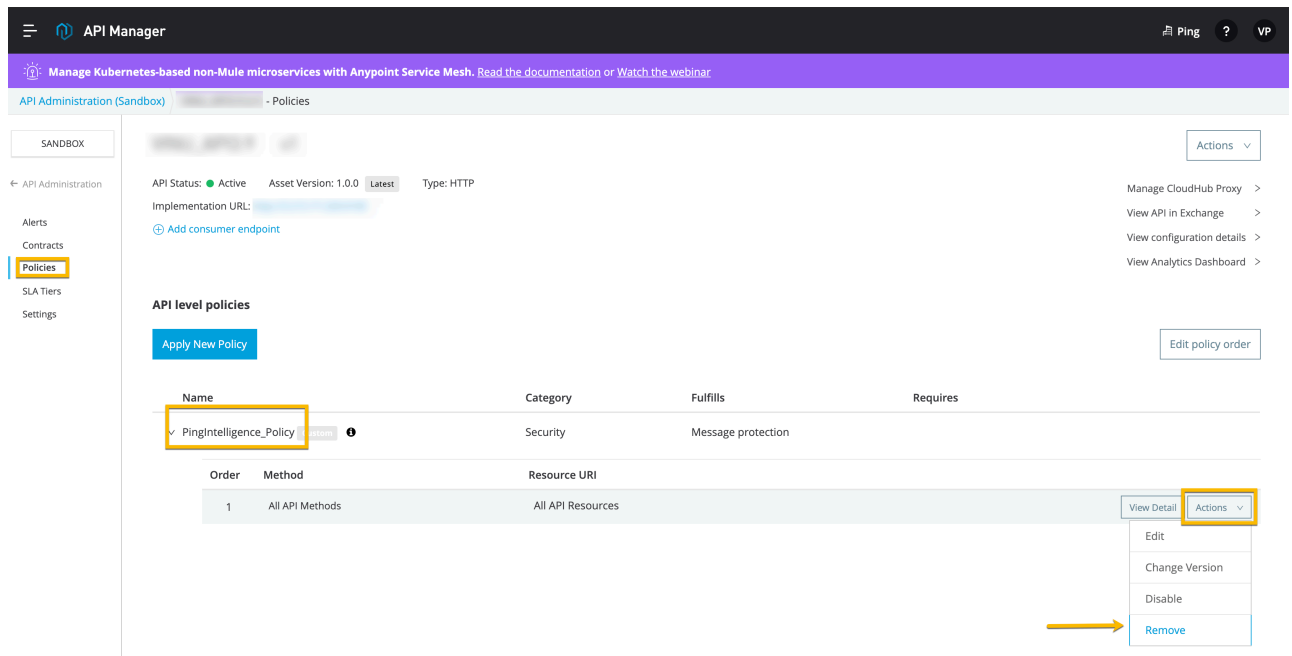 API Manager
Ping ? VP
Manage Kubernetes-based non-Mule microservices with Anypoint Service Mesh. Read the documentation or Watch the webinar
API Administration (Sandbox) - Policies
SANDBOX
Actions
API Administration
API Status: Active Asset Version: 1.0.0 Latest Type: HTTP
Manage CloudHub Proxy >
Implementation URL:
View API in Exchange >
Alerts
Add consumer endpoint
View configuration details >
Contracts
Policies
View Analytics Dashboard >
SLA Tiers
API level policies
Settings
Apply New Policy
Edit policy order
Name Category Fulfills Requires
PingIntelligence_Policy Custom Security Message protection
Order Method Resource URI
1 All API Methods All API Resources View Detail Actions
Edit
Change Version
Disable
Remove